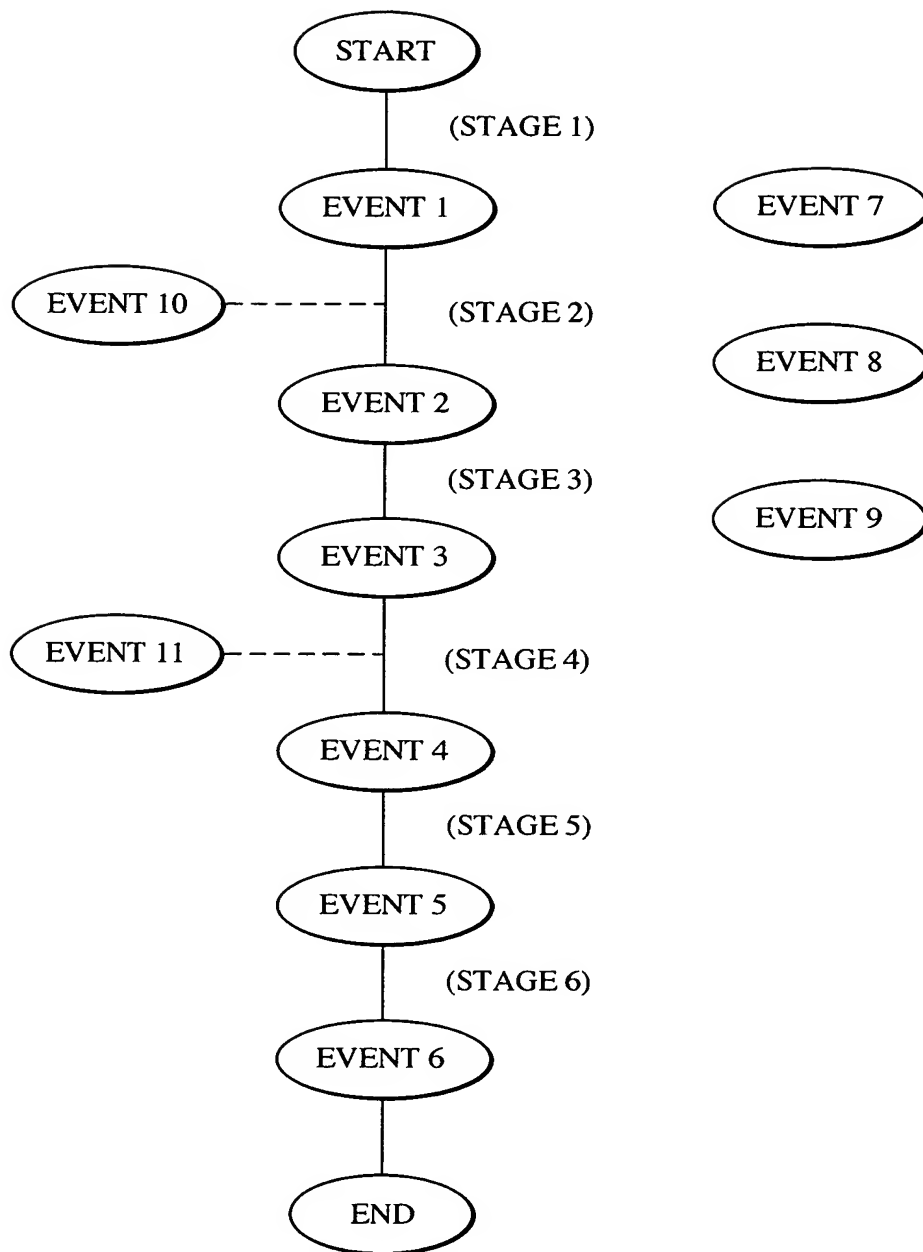 START
(STAGE 1)
EVENT 1
EVENT 7
EVENT 10
(STAGE 2)
EVENT 8
EVENT 2
(STAGE 3)
EVENT 9
EVENT 3
EVENT 11
(STAGE 4)
EVENT 4
(STAGE 5)
EVENT 5
(STAGE 6)
EVENT 6
END